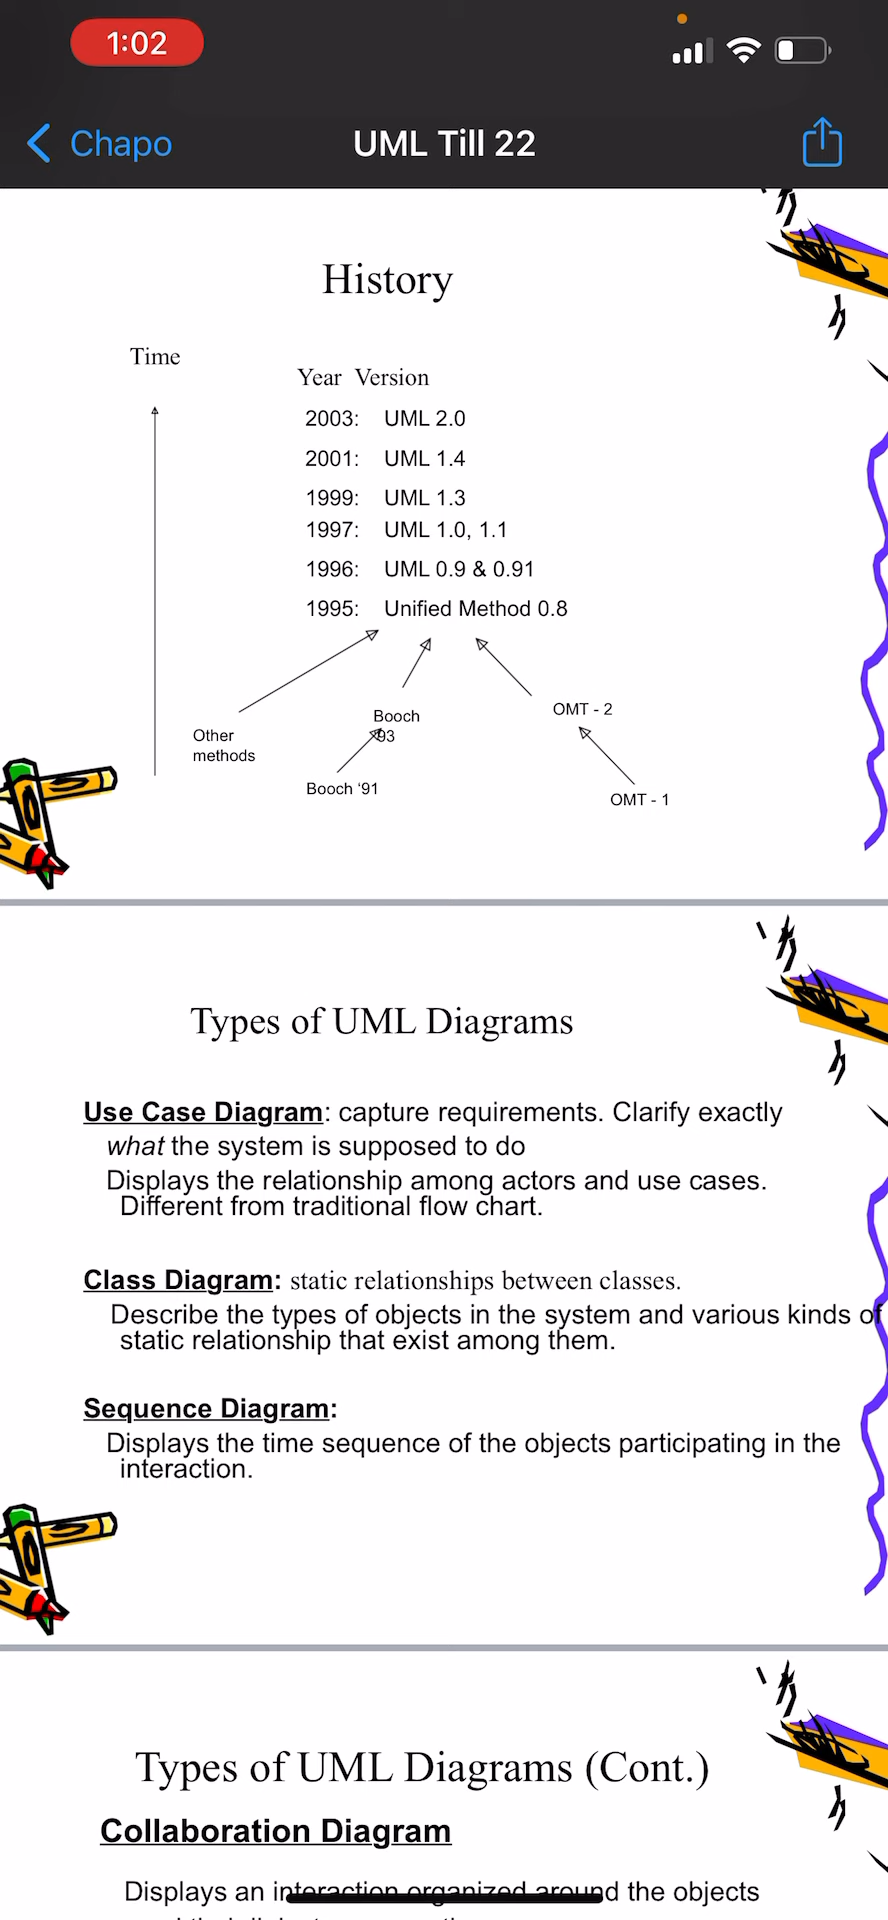 1:02
Chapo
UML Till 22
History
Time
Year Version
2003: UML 2.0
2001: UML 1.4
1999: UML 1.3
1997: UML 1.0, 1.1
1996: UML 0.9 & 0.91
1995: Unified Method 0.8
Other
methods
Booch
'93
Booch ‘91
OMT - 2
OMT - 1
Types of UML Diagrams
Use Case Diagram: capture requirements. Clarify exactly
what the system is supposed to do
Displays the relationship among actors and use cases.
Different from traditional flow chart.
Class Diagram: static relationships between classes.
Describe the types of objects in the system and various kinds of
static relationship that exist among them.
Sequence Diagram:
Displays the time sequence of the objects participating in the
interaction.
Types of UML Diagrams (Cont.)
Collaboration Diagram
Displays an interaction organized around the objects